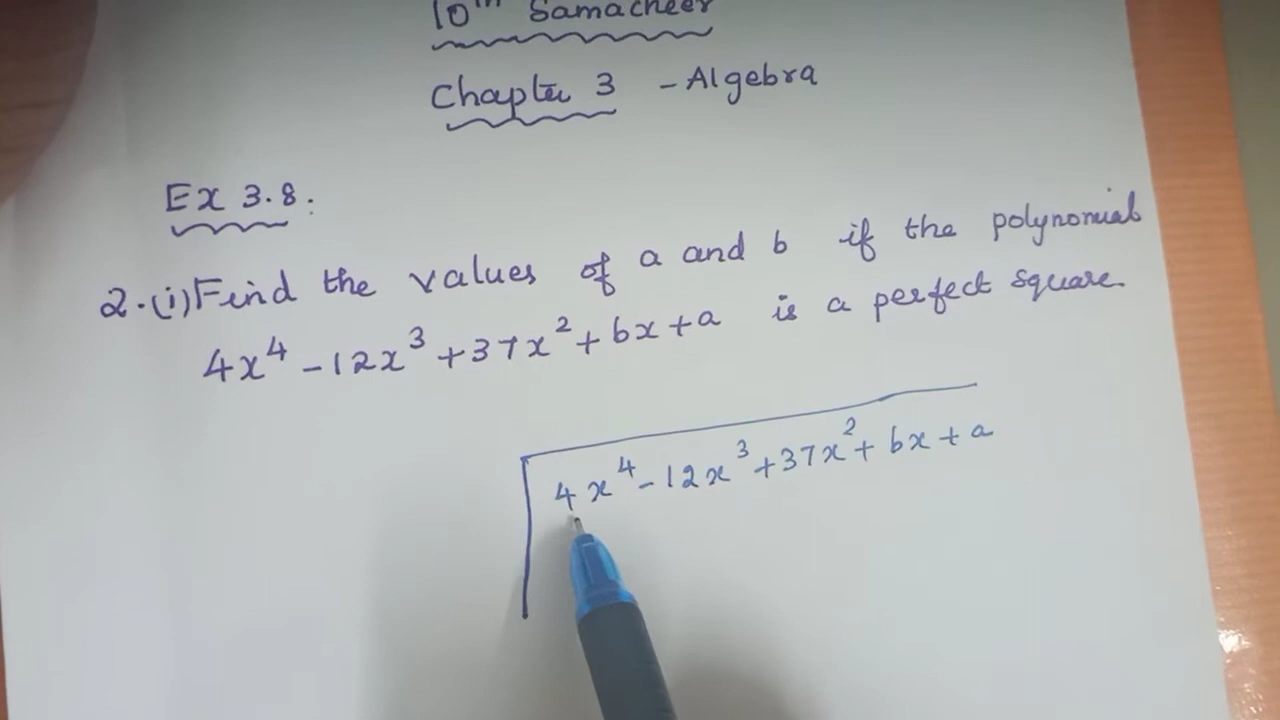 10th Samacheer
Chapter 3 - Algebra
Ex 3.8.
2.(i) Find the values of a and b if the polynomial
4x⁴ - 12x³ + 37x² + bx + a is a perfect square.
4x⁴ - 12x³ + 37x² + bx + a